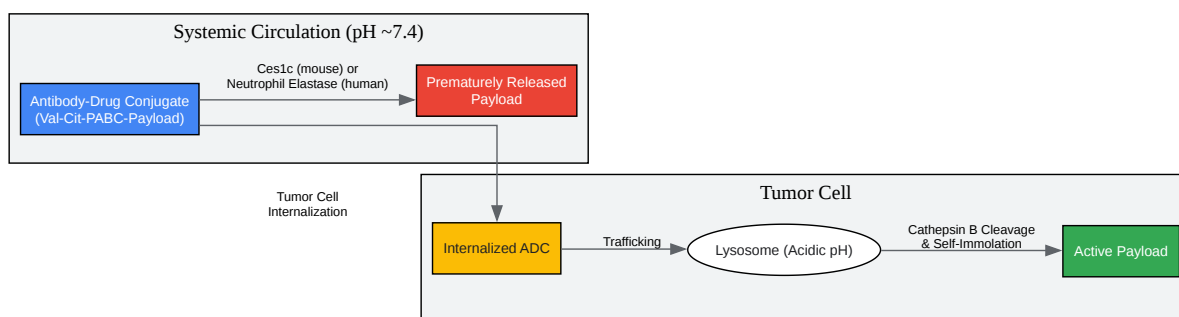 Systemic Circulation (pH ~7.4)
Ces1c (mouse) or
Neutrophil Elastase (human)
Antibody-Drug Conjugate
(Val-Cit-PABC-Payload)
Prematurely Released
Payload
Tumor Cell
Internalization
Tumor Cell
Internalized ADC
Trafficking
Lysosome (Acidic pH)
Cathepsin B Cleavage
& Self-Immolation
Active Payload